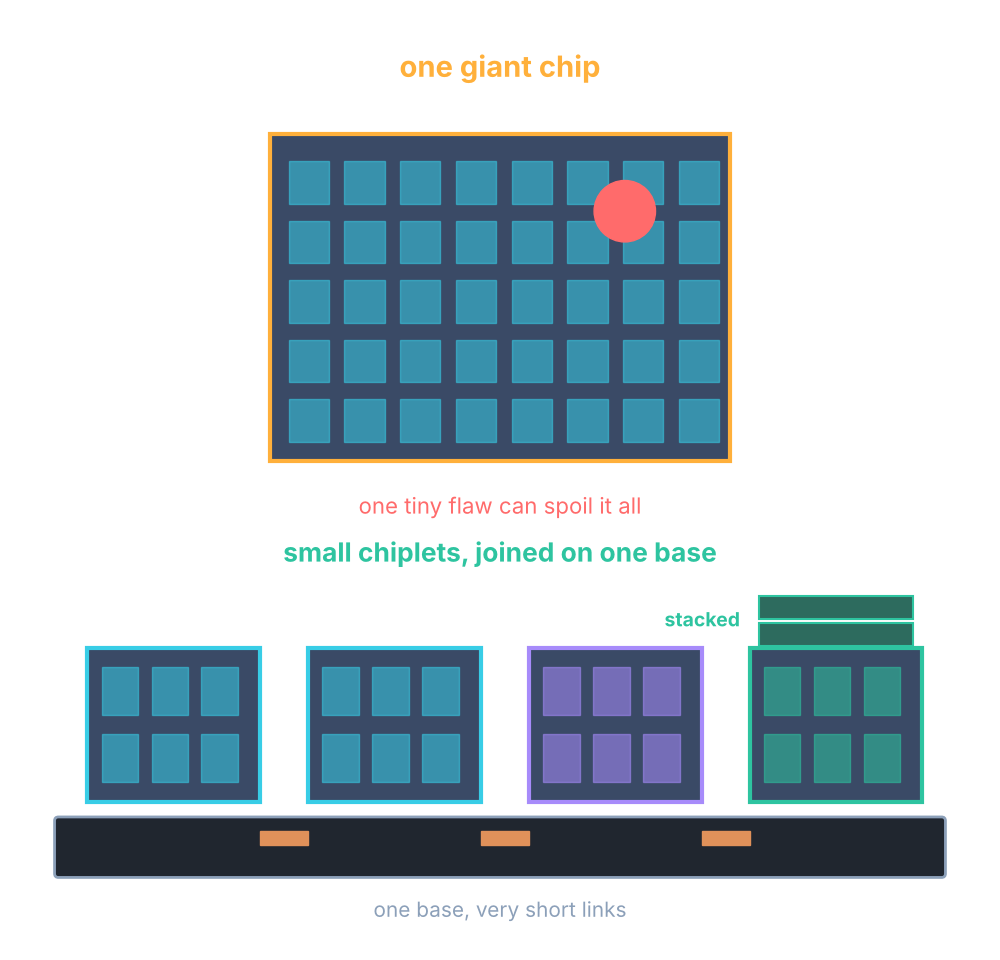 one giant chip
one tiny flaw can spoil it all
small chiplets, joined on one base
stacked
one base, very short links